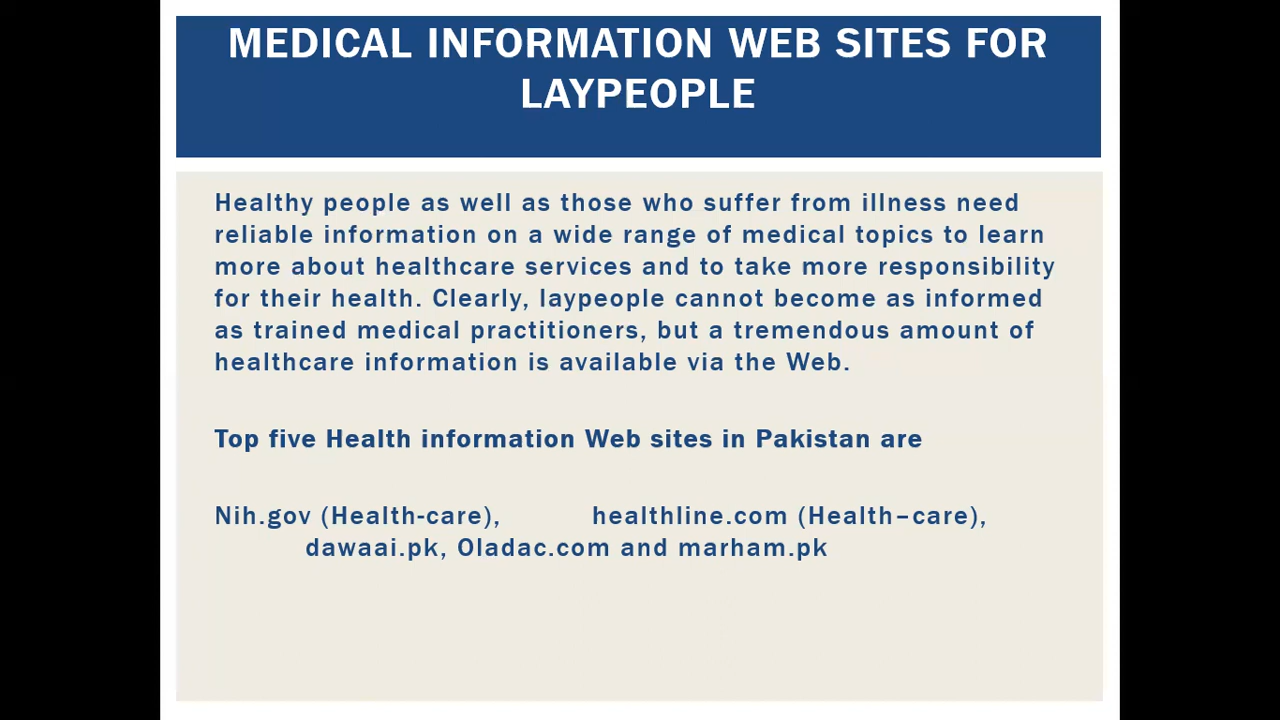 MEDICAL INFORMATION WEB SITES FOR
LAYPEOPLE
Healthy people as well as those who suffer from illness need
reliable information on a wide range of medical topics to learn
more about healthcare services and to take more responsibility
for their health. Clearly, laypeople cannot become as informed
as trained medical practitioners, but a tremendous amount of
healthcare information is available via the Web.
Top five Health information Web sites in Pakistan are
Nih.gov (Health-care), healthline.com (Health–care),
dawaai.pk, Oladac.com and marham.pk